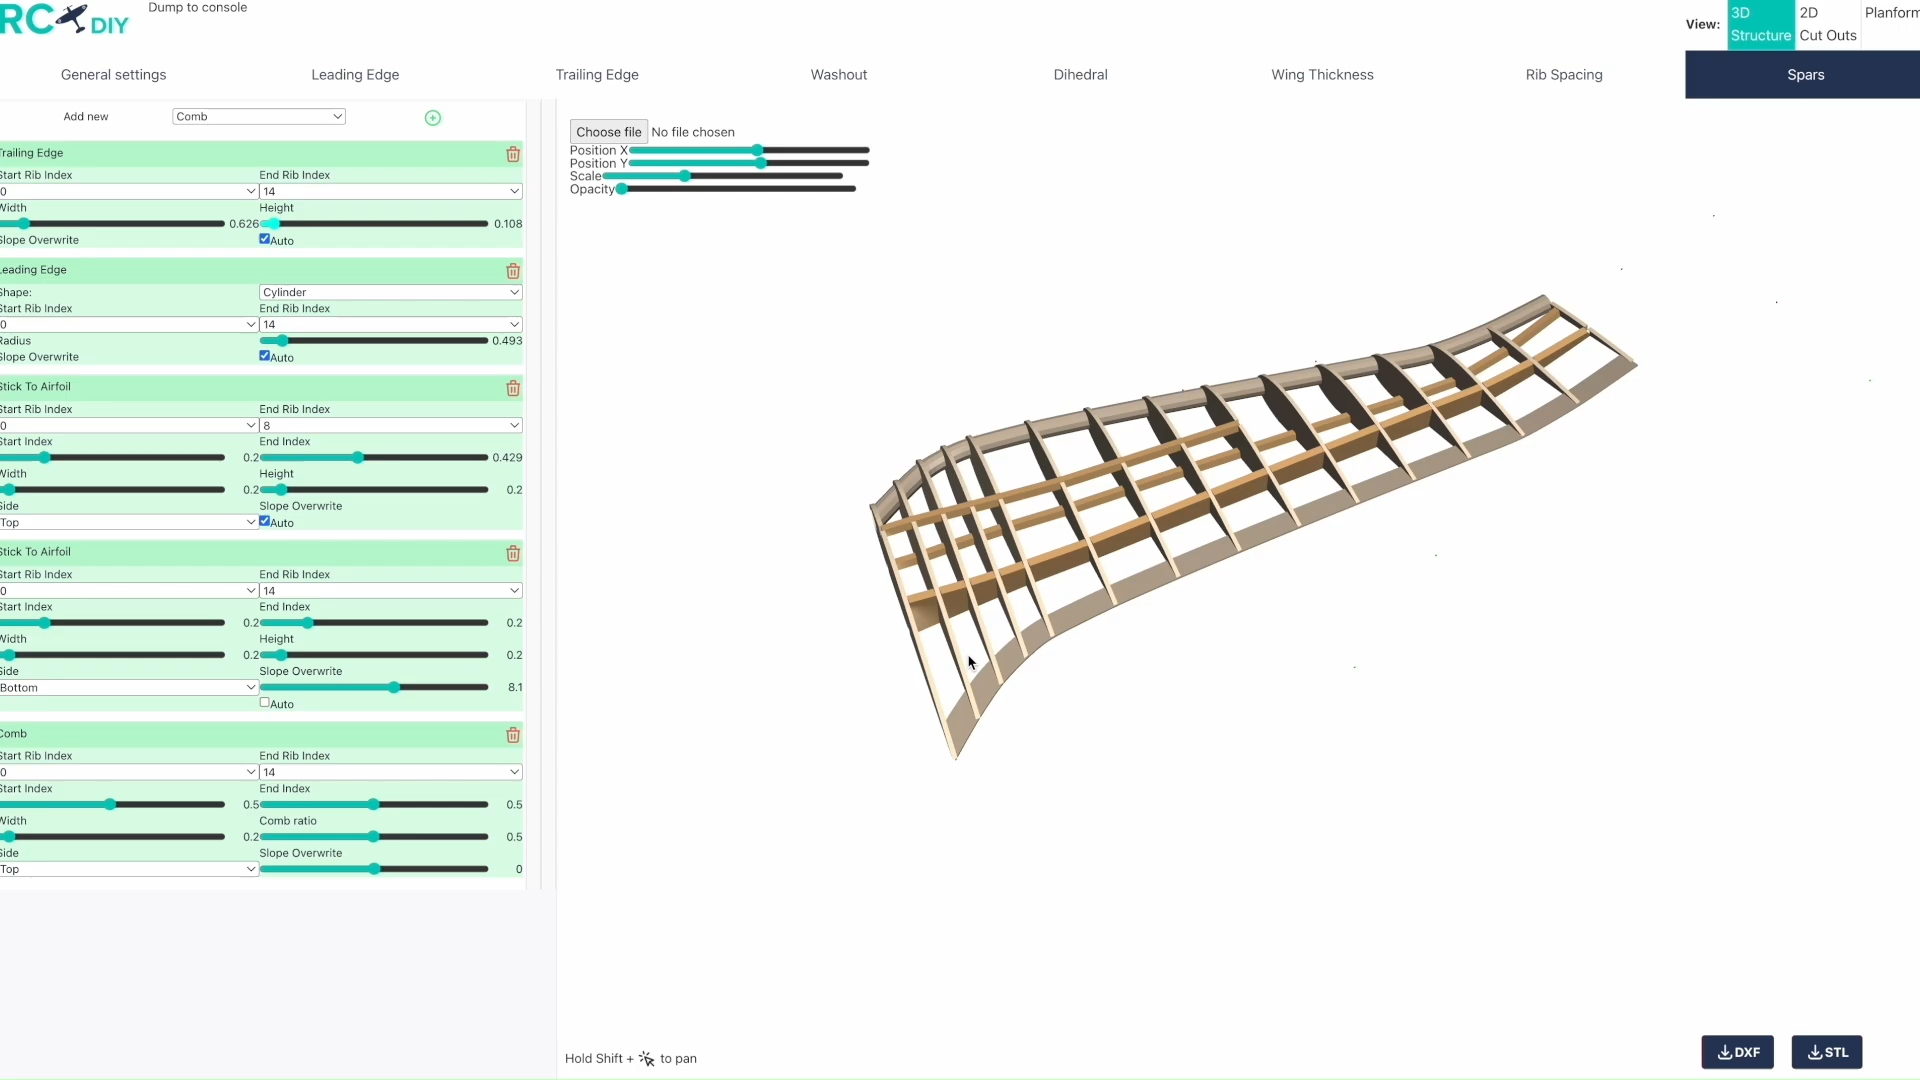 RC DIY
Dump to console
View:
3D Structure
2D Cut Outs
Planform
General settings
Leading Edge
Trailing Edge
Washout
Dihedral
Wing Thickness
Rib Spacing
Spars
Add new
Comb
Trailing Edge
Start Rib Index
End Rib Index
0
14
Width
Height
0.626
0.108
Slope Overwrite
Auto
Leading Edge
Shape:
Cylinder
Start Rib Index
End Rib Index
0
14
Radius
0.493
Slope Overwrite
Auto
Stick To Airfoil
Start Rib Index
End Rib Index
0
8
Start Index
End Index
0.2
0.429
Width
Height
0.2
0.2
Side
Slope Overwrite
Top
Auto
Stick To Airfoil
Start Rib Index
End Rib Index
0
14
Start Index
End Index
0.2
0.2
Width
Height
0.2
0.2
Side
Slope Overwrite
Bottom
8.1
Auto
Comb
Start Rib Index
End Rib Index
0
14
Start Index
End Index
0.5
0.5
Width
Comb ratio
0.2
0.5
Side
Slope Overwrite
Top
0
Choose file No file chosen
Position X
Position Y
Scale
Opacity
Hold Shift + to pan
DXF
STL